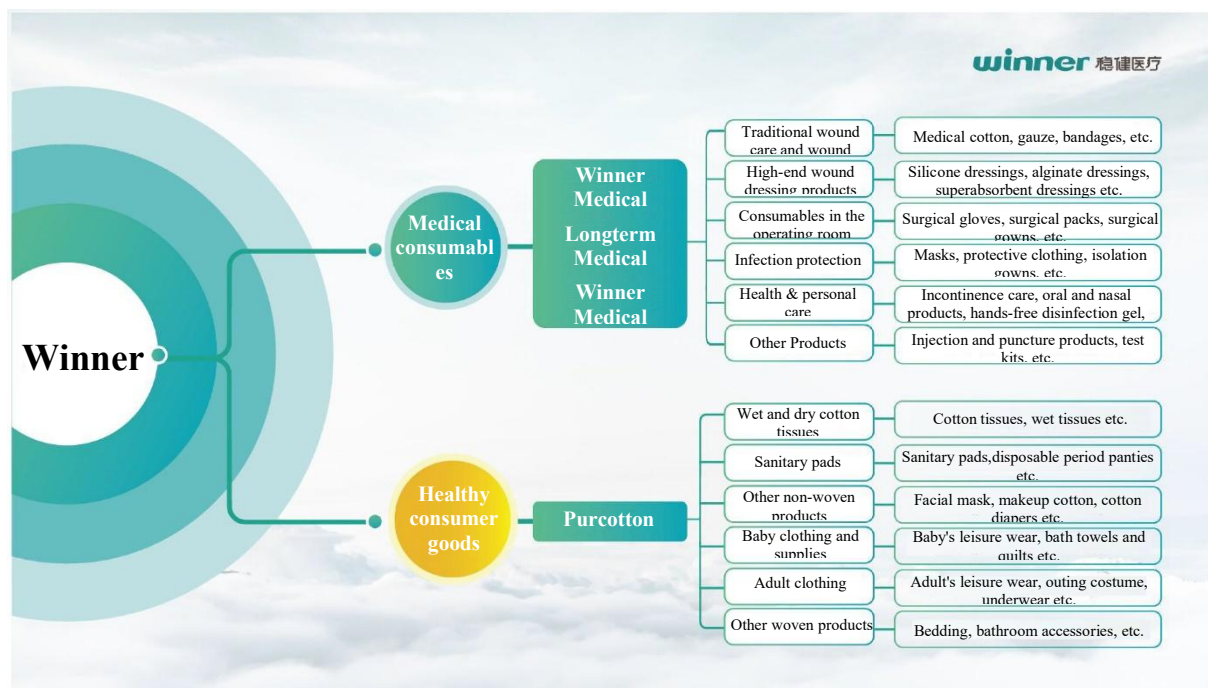 winner 稳健医疗
Winner
Medical
consumabl
es
Winner
Medical
Longterm
Medical
Winner
Medical
Traditional wound
care and wound
Medical cotton, gauze, bandages, etc.
High-end wound
dressing products
Silicone dressings, alginate dressings,
superabsorbent dressings etc.
Consumables in the
operating room
Surgical gloves, surgical packs, surgical
gowns, etc.
Infection protection
Masks, protective clothing, isolation
gowns, etc.
Health & personal
care
Incontinence care, oral and nasal
products, hands-free disinfection gel,
Other Products
Injection and puncture products, test
kits, etc.
Healthy
consumer
goods
Purcotton
Wet and dry cotton
tissues
Cotton tissues, wet tissues etc.
Sanitary pads
Sanitary pads,disposable period panties
etc.
Other non-woven
products
Facial mask, makeup cotton, cotton
diapers etc.
Baby clothing and
supplies
Baby's leisure wear, bath towels and
quilts etc.
Adult clothing
Adult's leisure wear, outing costume,
underwear etc.
Other woven products
Bedding, bathroom accessories, etc.